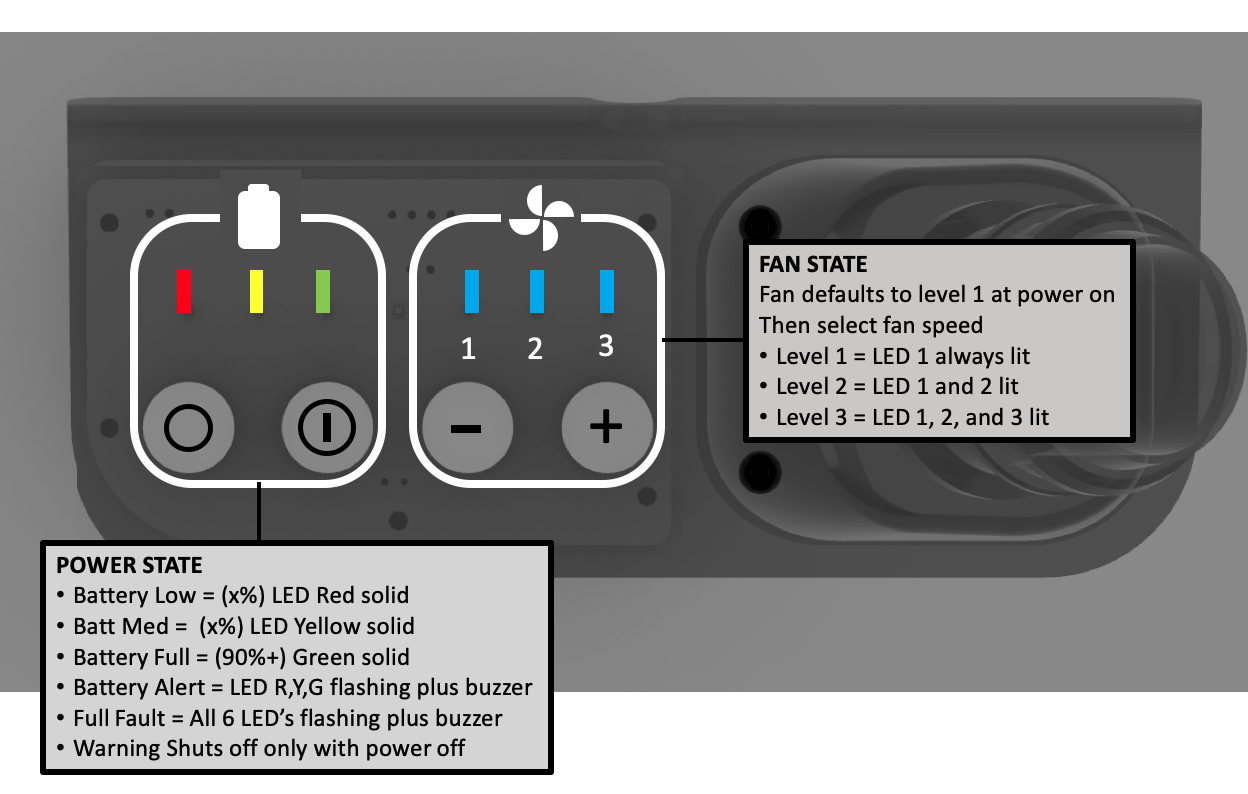 1 2 3
FAN STATE
Fan defaults to level 1 at power on
Then select fan speed
• Level 1 = LED 1 always lit
• Level 2 = LED 1 and 2 lit
• Level 3 = LED 1, 2, and 3 lit
POWER STATE
• Battery Low = (x%) LED Red solid
• Batt Med = (x%) LED Yellow solid
• Battery Full = (90%+) Green solid
• Battery Alert = LED R,Y,G flashing plus buzzer
• Full Fault = All 6 LED’s flashing plus buzzer
• Warning Shuts off only with power off